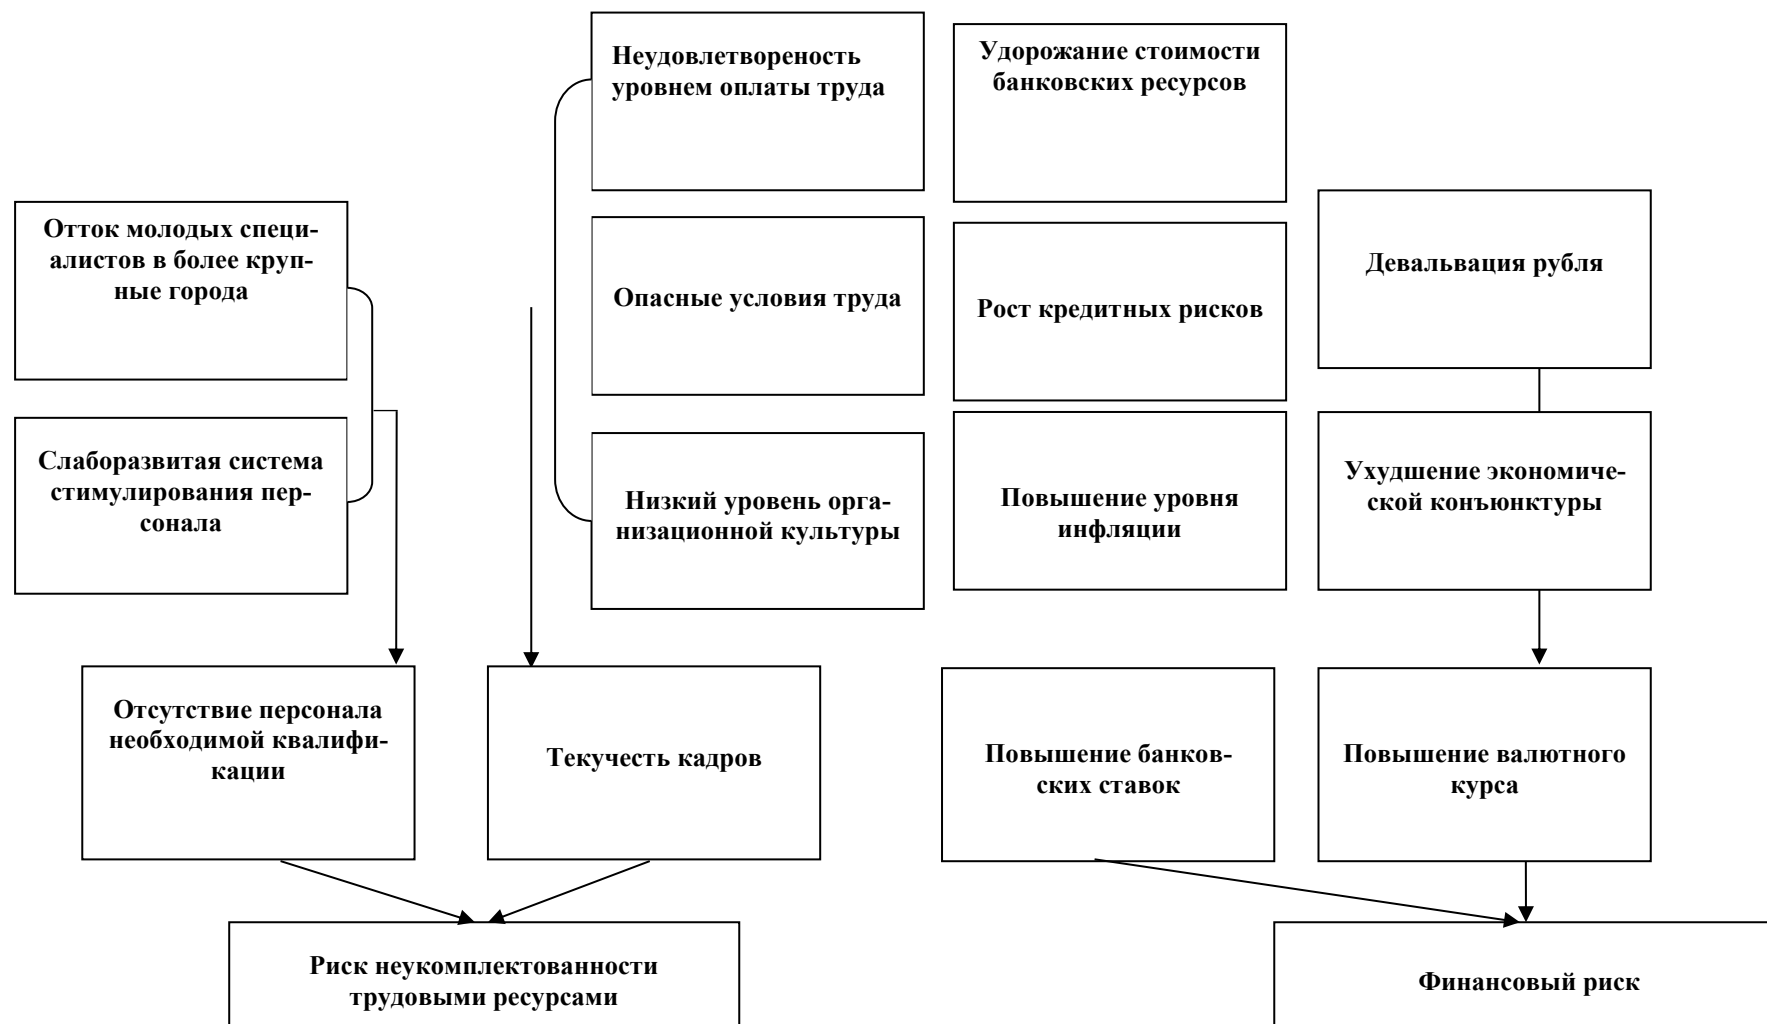 Неудовлетвореность
уровнем оплаты труда
Удорожание стоимости
банковских ресурсов
Отток молодых специ-
алистов в более круп-
ные города
Опасные условия труда
Рост кредитных рисков
Девальвация рубля
Слаборазвитая система
стимулирования пер-
сонала
Низкий уровень орга-
низационной культуры
Повышение уровня
инфляции
Ухудшение экономиче-
ской конъюнктуры
Отсутствие персонала
необходимой квалифи-
кации
Текучесть кадров
Повышение банков-
ских ставок
Повышение валютного
курса
Риск неукомплектованности
трудовыми ресурсами
Финансовый риск